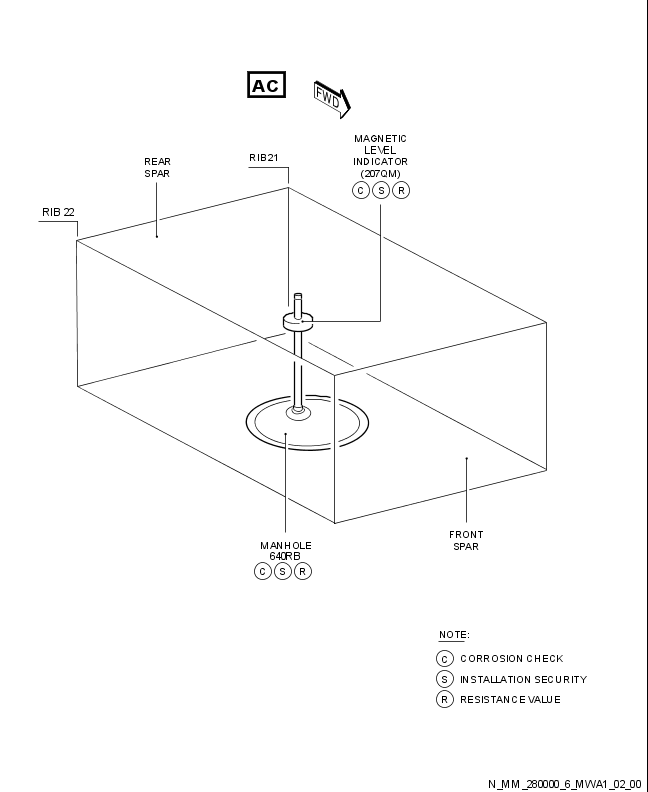 AC
FWD
MAGNETIC
LEVEL
INDICATOR
(207QM)
C S R
REAR
SPAR
RIB21
RIB 22
FRONT
SPAR
MANHOLE
640RB
C S R
NOTE:
C CORROSION CHECK
S INSTALLATION SECURITY
R RESISTANCE VALUE
N_MM_280000_6_MWA1_02_00